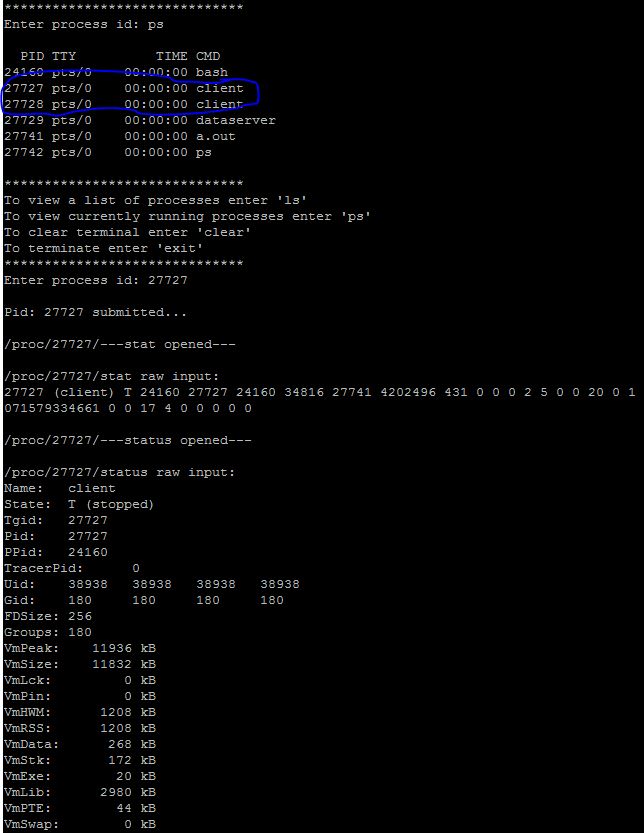 ******************************
Enter process id: ps
PID TTY TIME CMD
24160 pts/0 00:00:00 bash
27727 pts/0 00:00:00 client
27728 pts/0 00:00:00 client
27729 pts/0 00:00:00 dataserver
27741 pts/0 00:00:00 a.out
27742 pts/0 00:00:00 ps
******************************
To view a list of processes enter 'ls'
To view currently running processes enter 'ps'
To clear terminal enter 'clear'
To terminate enter 'exit'
******************************
Enter process id: 27727
Pid: 27727 submitted...
/proc/27727/---stat opened---
/proc/27727/stat raw input:
27727 (client) T 24160 27727 24160 34816 27741 4202496 431 0 0 0 2 5 0 0 20 0 1
071579334661 0 0 17 4 0 0 0 0 0
/proc/27727/---status opened---
/proc/27727/status raw input:
Name: client
State: T (stopped)
Tgid: 27727
Pid: 27727
PPid: 24160
TracerPid: 0
Uid: 38938 38938 38938 38938
Gid: 180 180 180 180
FDSize: 256
Groups: 180
VmPeak: 11936 kB
VmSize: 11832 kB
VmLck: 0 kB
VmPin: 0 kB
VmHWM: 1208 kB
VmRSS: 1208 kB
VmData: 268 kB
VmStk: 172 kB
VmExe: 20 kB
VmLib: 2980 kB
VmPTE: 44 kB
VmSwap: 0 kB